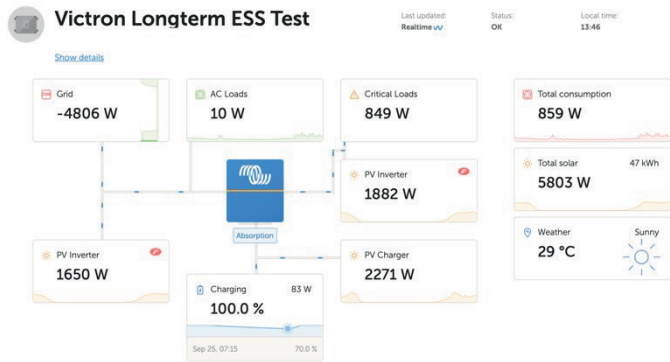 Victron Longterm ESS Test
Last updated:
Realtime
Status:
OK
Local time:
13:46
Show details
Grid
-4806 W
AC Loads
10 W
Critical Loads
849 W
Total consumption
859 W
PV Inverter
1882 W
Total solar
47 kWh
5803 W
Absorption
Weather
Sunny
29 °C
PV Inverter
1650 W
PV Charger
2271 W
Charging
83 W
100.0 %
Sep 25, 07:15
70.0 %